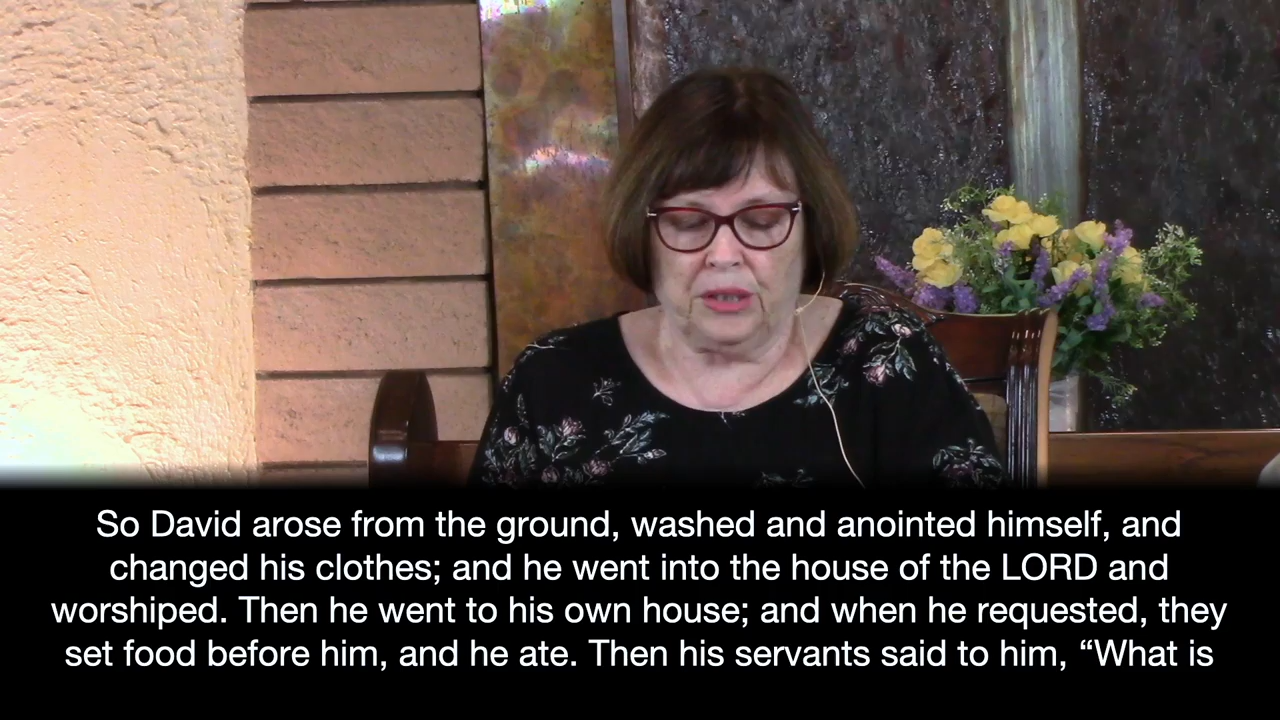 So David arose from the ground, washed and anointed himself, and
changed his clothes; and he went into the house of the LORD and
worshiped. Then he went to his own house; and when he requested, they
set food before him, and he ate. Then his servants said to him, “What is